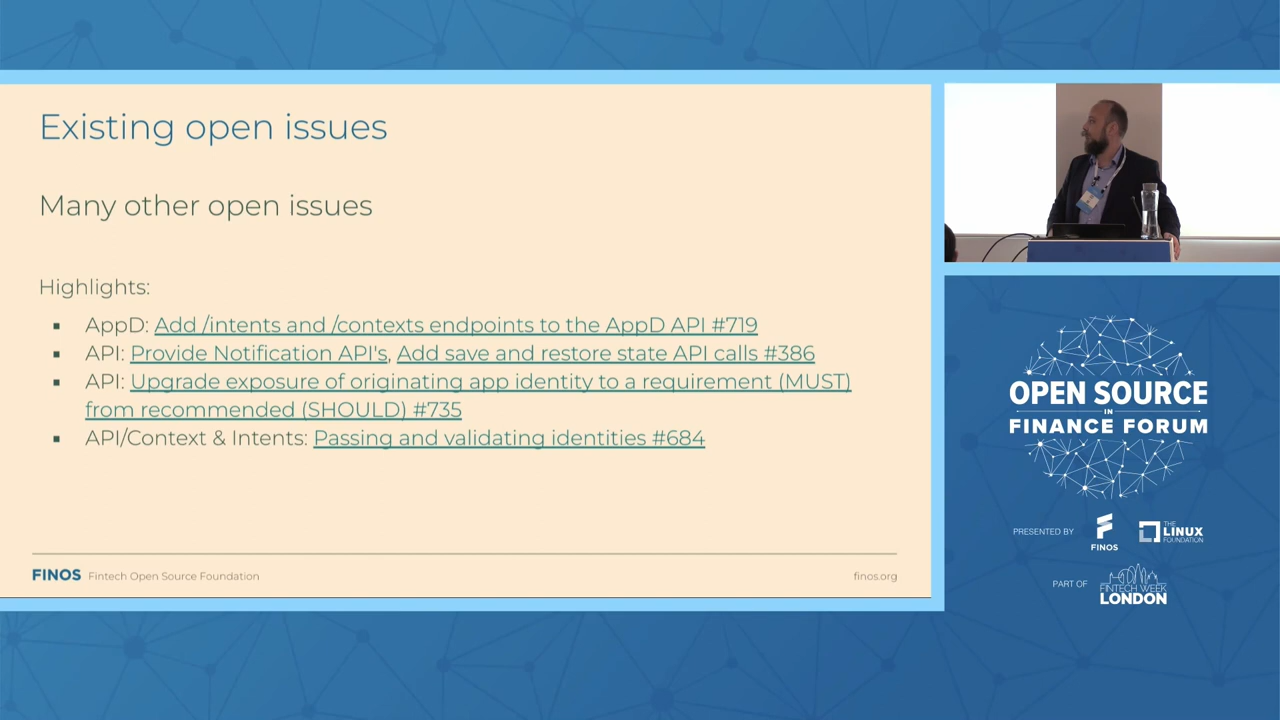 Existing open issues
Many other open issues
Highlights:
▪ AppD: Add /intents and /contexts endpoints to the AppD API #719
▪ API: Provide Notification API's, Add save and restore state API calls #386
▪ API: Upgrade exposure of originating app identity to a requirement (MUST)
from recommended (SHOULD) #735
▪ API/Context & Intents: Passing and validating identities #684
FINOS Fintech Open Source Foundation
finos.org
OPEN SOURCE
IN
FINANCE FORUM
PRESENTED BY
FINOS
THE
LINUX
FOUNDATION
PART OF
FINTECH WEEK
LONDON